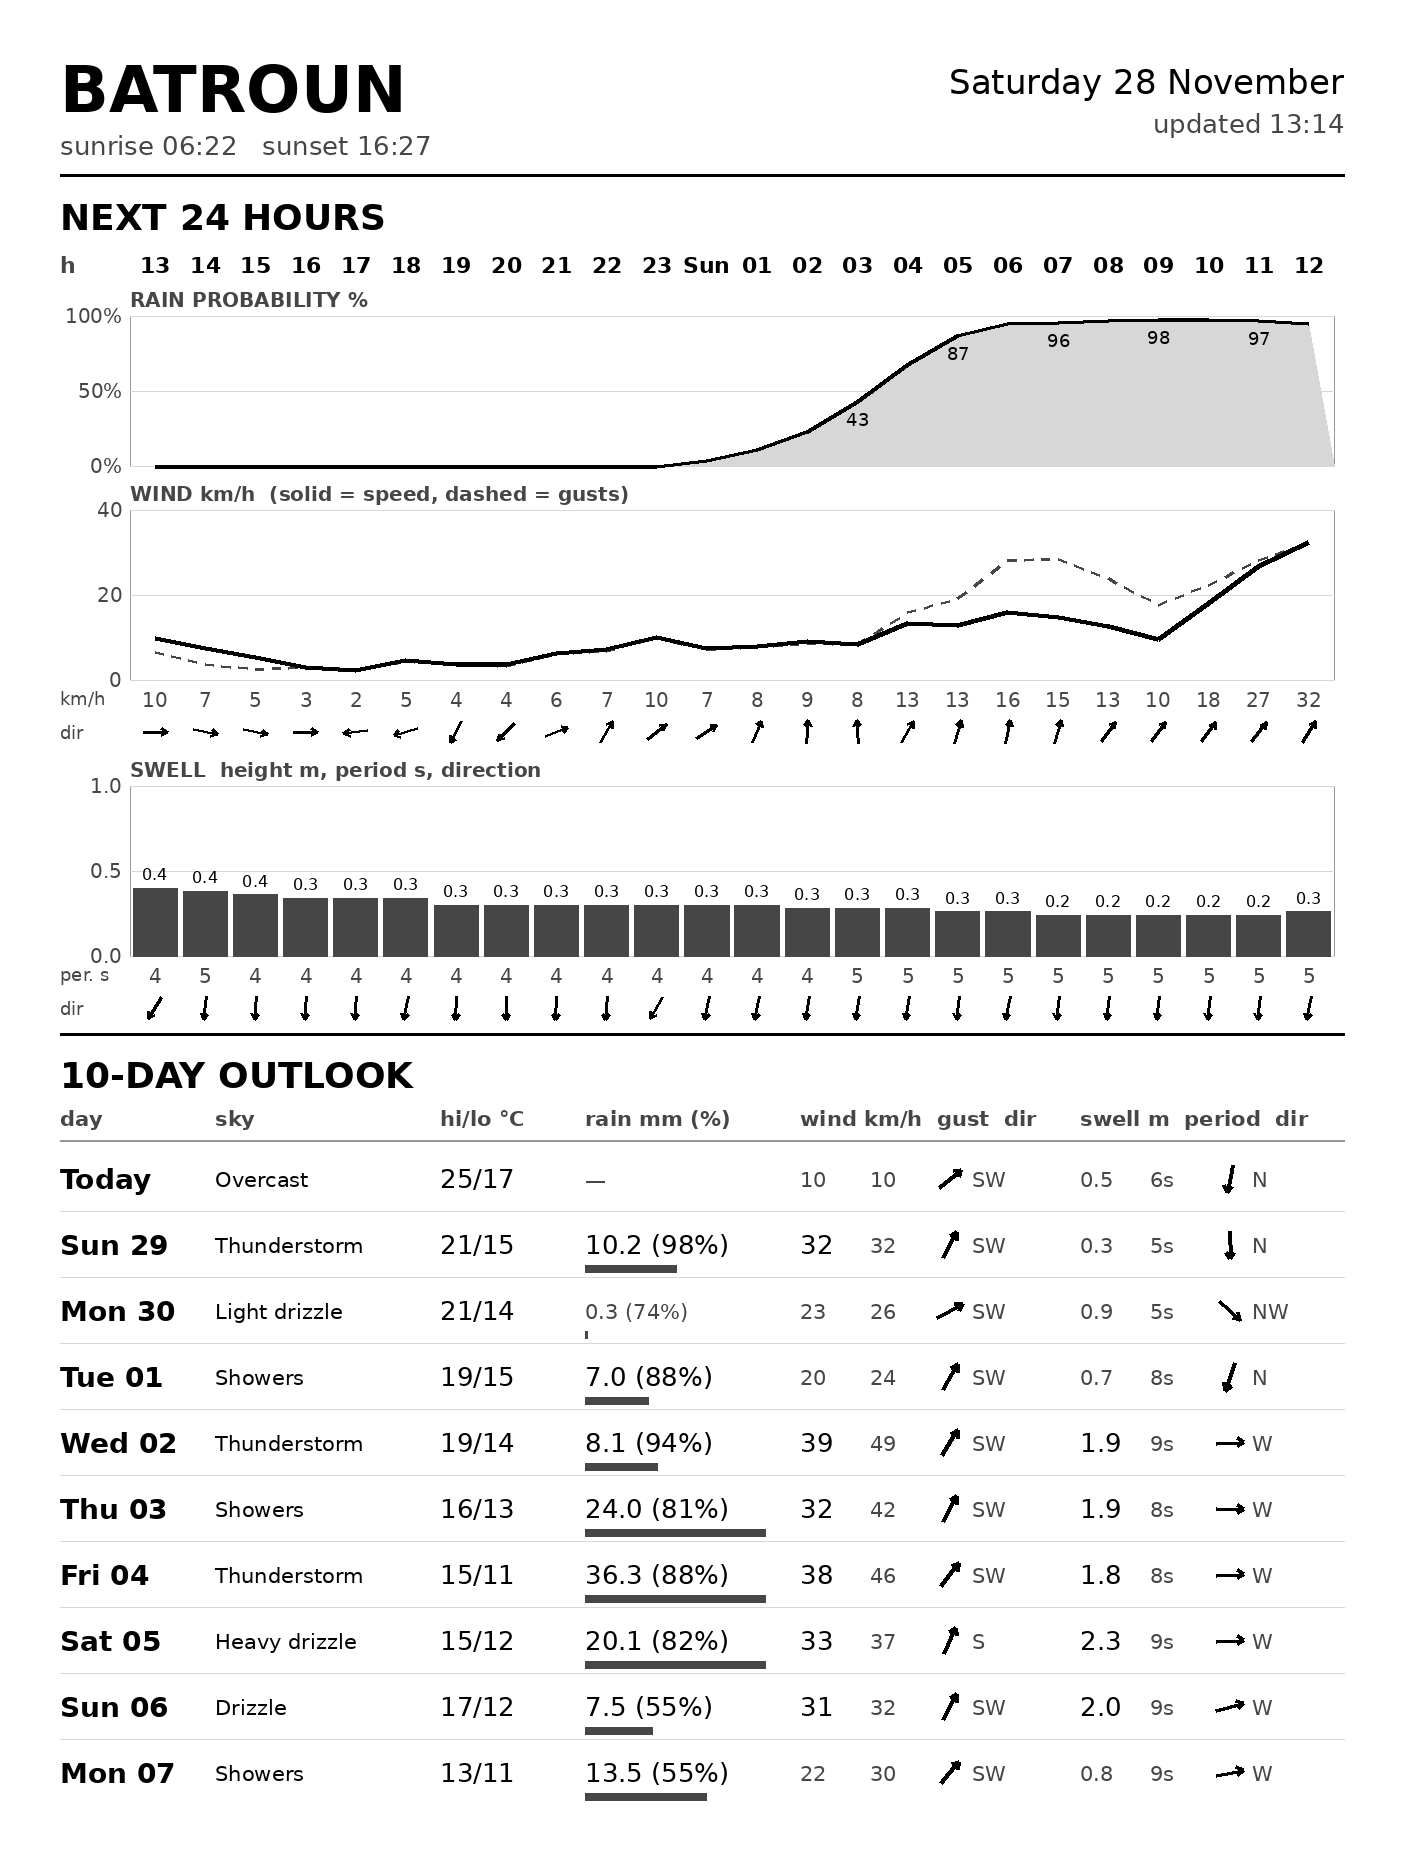 BATROUN
Saturday 28 November
sunrise 06:22 sunset 16:27
updated 13:14
NEXT 24 HOURS
h 13 14 15 16 17 18 19 20 21 22 23 Sun 01 02 03 04 05 06 07 08 09 10 11 12
RAIN PROBABILITY %
100%
50%
0%
43 87 96 98 97
WIND km/h (solid = speed, dashed = gusts)
40
20
0
km/h 10 7 5 3 2 5 4 4 6 7 10 7 8 9 8 13 13 16 15 13 10 18 27 32
dir
SWELL height m, period s, direction
1.0
0.5
0.0
0.4 0.4 0.4 0.3 0.3 0.3 0.3 0.3 0.3 0.3 0.3 0.3 0.3 0.3 0.3 0.3 0.3 0.3 0.2 0.2 0.2 0.2 0.2 0.3
per. s 4 5 4 4 4 4 4 4 4 4 4 4 4 4 5 5 5 5 5 5 5 5 5 5
dir
10-DAY OUTLOOK
day sky hi/lo °C rain mm (%) wind km/h gust dir swell m period dir
Today Overcast 25/17 — 10 10 SW 0.5 6s N
Sun 29 Thunderstorm 21/15 10.2 (98%) 32 32 SW 0.3 5s N
Mon 30 Light drizzle 21/14 0.3 (74%) 23 26 SW 0.9 5s NW
Tue 01 Showers 19/15 7.0 (88%) 20 24 SW 0.7 8s N
Wed 02 Thunderstorm 19/14 8.1 (94%) 39 49 SW 1.9 9s W
Thu 03 Showers 16/13 24.0 (81%) 32 42 SW 1.9 8s W
Fri 04 Thunderstorm 15/11 36.3 (88%) 38 46 SW 1.8 8s W
Sat 05 Heavy drizzle 15/12 20.1 (82%) 33 37 S 2.3 9s W
Sun 06 Drizzle 17/12 7.5 (55%) 31 32 SW 2.0 9s W
Mon 07 Showers 13/11 13.5 (55%) 22 30 SW 0.8 9s W